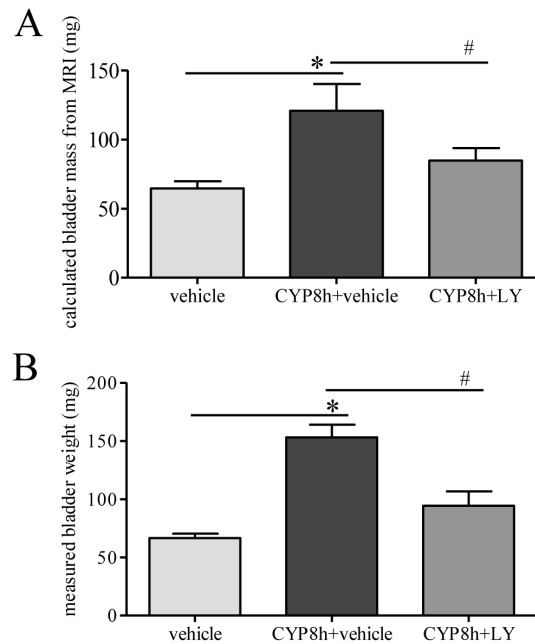 A
calculated bladder mass from MRI (mg)
150
100
50
0
*
#
vehicle
CYP8h+vehicle
CYP8h+LY
B
measured bladder weight (mg)
200
150
100
50
0
*
#
vehicle
CYP8h+vehicle
CYP8h+LY